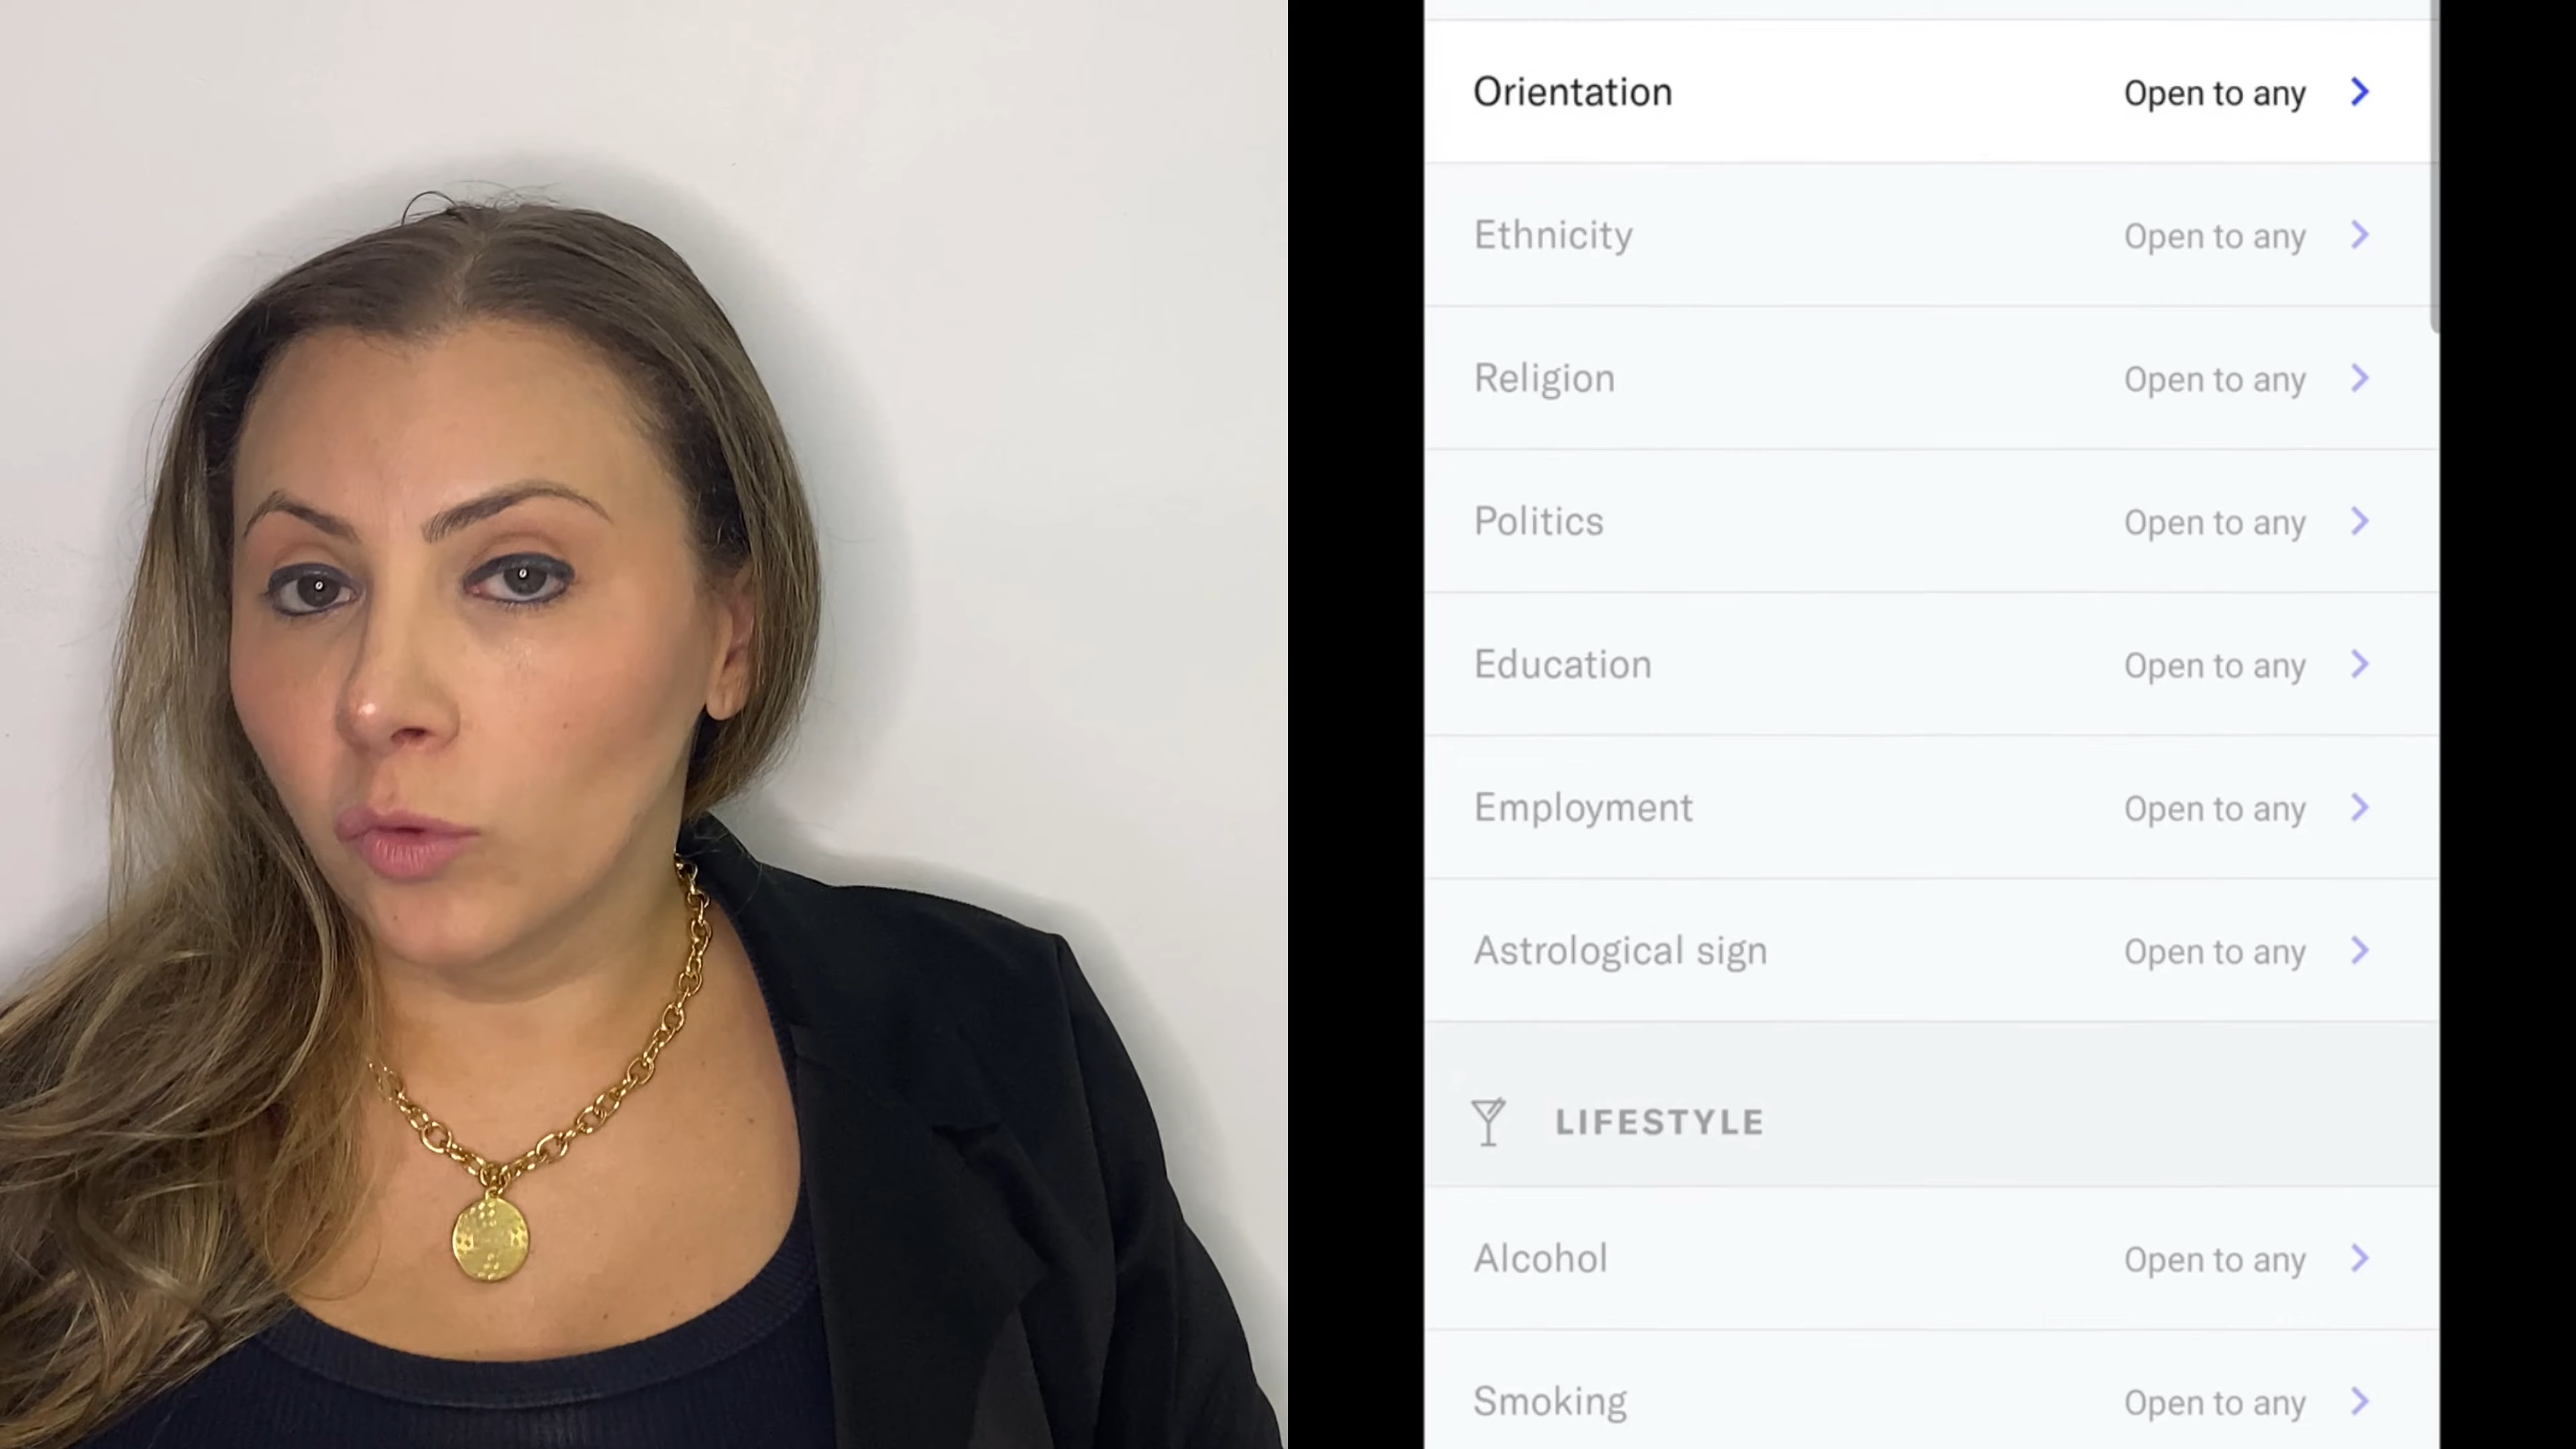 Orientation Open to any
Ethnicity Open to any
Religion Open to any
Politics Open to any
Education Open to any
Employment Open to any
Astrological sign Open to any
LIFESTYLE
Alcohol Open to any
Smoking Open to any